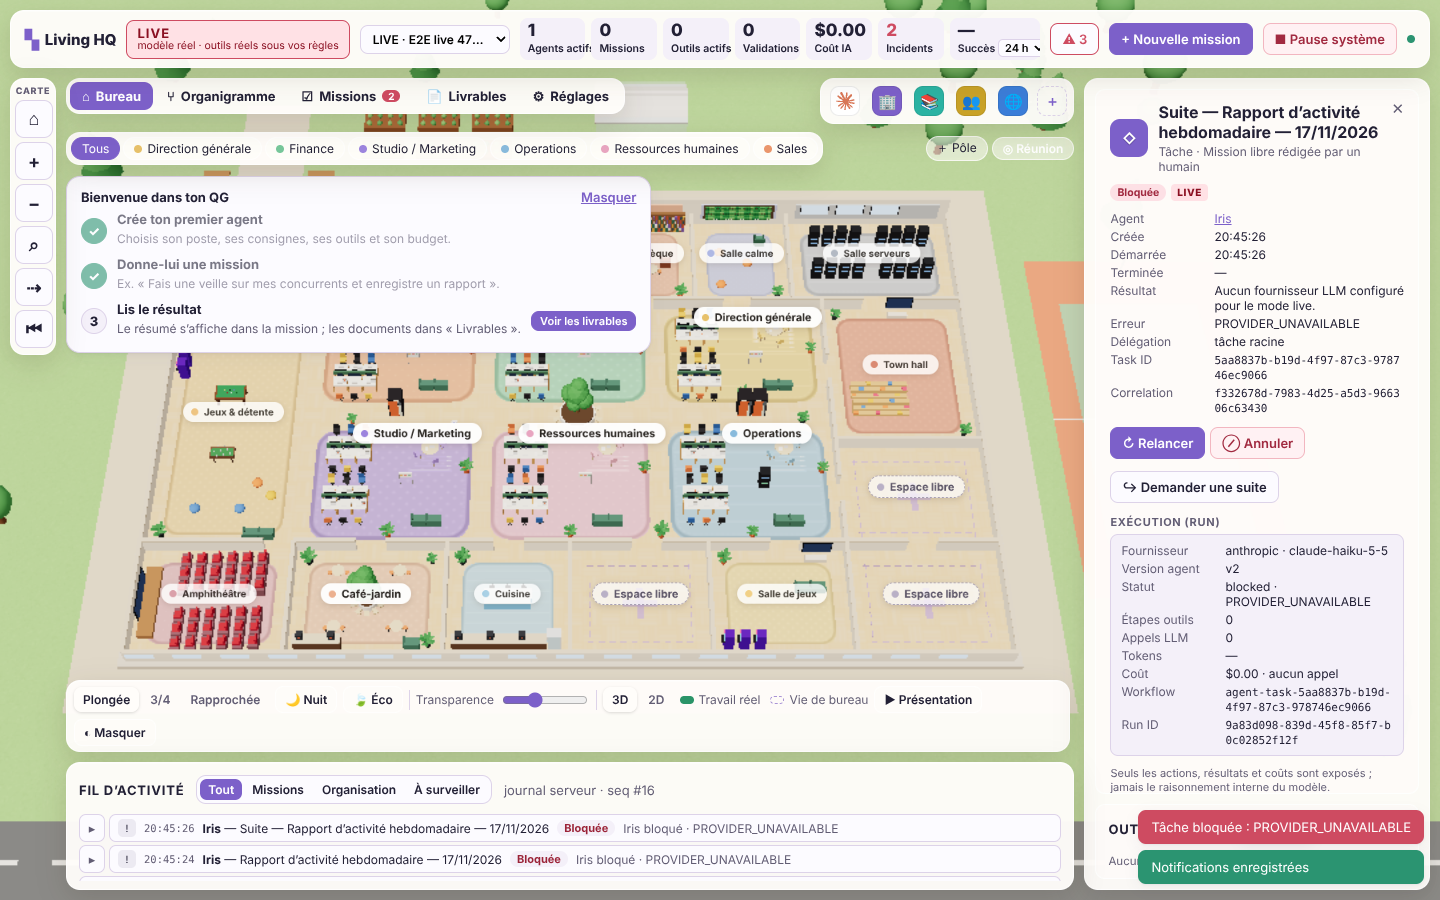 Living HQ
LIVE
modèle réel · outils réels sous vos règles
LIVE · E2E live 47...
1
Agents actifs
0
Missions
0
Outils actifs
0
Validations
$0.00
Coût IA
2
Incidents
—
Succès 24 h
3
+ Nouvelle mission
Pause système
CARTE
Bureau
Organigramme
Missions 2
Livrables
Réglages
Tous
Direction générale
Finance
Studio / Marketing
Operations
Ressources humaines
Sales
+ Pôle
Réunion
Bienvenue dans ton QG
Masquer
Crée ton premier agent
Choisis son poste, ses consignes, ses outils et son budget.
Donne-lui une mission
Ex. « Fais une veille sur mes concurrents et enregistre un rapport ».
3
Lis le résultat
Le résumé s’affiche dans la mission ; les documents dans « Livrables ».
Voir les livrables
èque
Salle calme
Salle serveurs
Direction générale
Town hall
Jeux & détente
Studio / Marketing
Ressources humaines
Operations
Espace libre
Amphithéâtre
Café-jardin
Cuisine
Espace libre
Salle de jeux
Espace libre
Plongée
3/4
Rapprochée
Nuit
Éco
Transparence
3D
2D
Travail réel
Vie de bureau
Présentation
Masquer
FIL D’ACTIVITÉ
Tout
Missions
Organisation
À surveiller
journal serveur · seq #16
! 20:45:26 Iris — Suite — Rapport d’activité hebdomadaire — 17/11/2026 Bloquée Iris bloqué · PROVIDER_UNAVAILABLE
! 20:45:24 Iris — Rapport d’activité hebdomadaire — 17/11/2026 Bloquée Iris bloqué · PROVIDER_UNAVAILABLE
Suite — Rapport d’activité
hebdomadaire — 17/11/2026
Tâche · Mission libre rédigée par un
humain
Bloquée LIVE
Agent Iris
Créée 20:45:26
Démarrée 20:45:26
Terminée —
Résultat Aucun fournisseur LLM configuré
pour le mode live.
Erreur PROVIDER_UNAVAILABLE
Délégation tâche racine
Task ID 5aa8837b-b19d-4f97-87c3-9787
46ec9066
Correlation f332678d-7983-4d25-a5d3-9663
06c63430
Relancer
Annuler
Demander une suite
EXÉCUTION (RUN)
Fournisseur anthropic · claude-haiku-5-5
Version agent v2
Statut blocked ·
PROVIDER_UNAVAILABLE
Étapes outils 0
Appels LLM 0
Tokens —
Coût $0.00 · aucun appel
Workflow agent-task-5aa8837b-b19d-
4f97-87c3-978746ec9066
Run ID 9a83d098-839d-45f8-85f7-b
0c02852f12f
Seuls les actions, résultats et coûts sont exposés ;
jamais le raisonnement interne du modèle.
OUT
Aucu
Tâche bloquée : PROVIDER_UNAVAILABLE
Notifications enregistrées